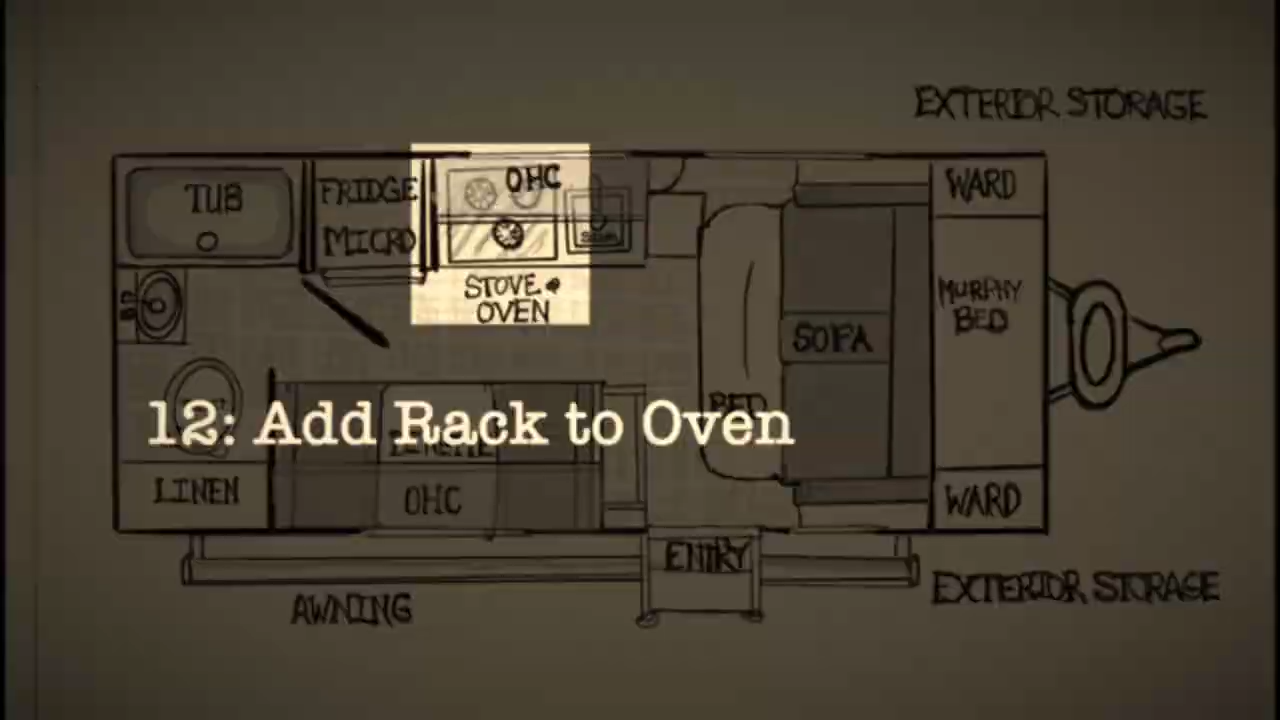 EXTERIOR STORAGE
TUB
FRIDGE
MICRO
OHC
STOVE &
OVEN
WARD
MURPHY
BED
SOFA
BED
12: Add Rack to Oven
LINEN
OHC
WARD
ENTRY
AWNING
EXTERIOR STORAGE